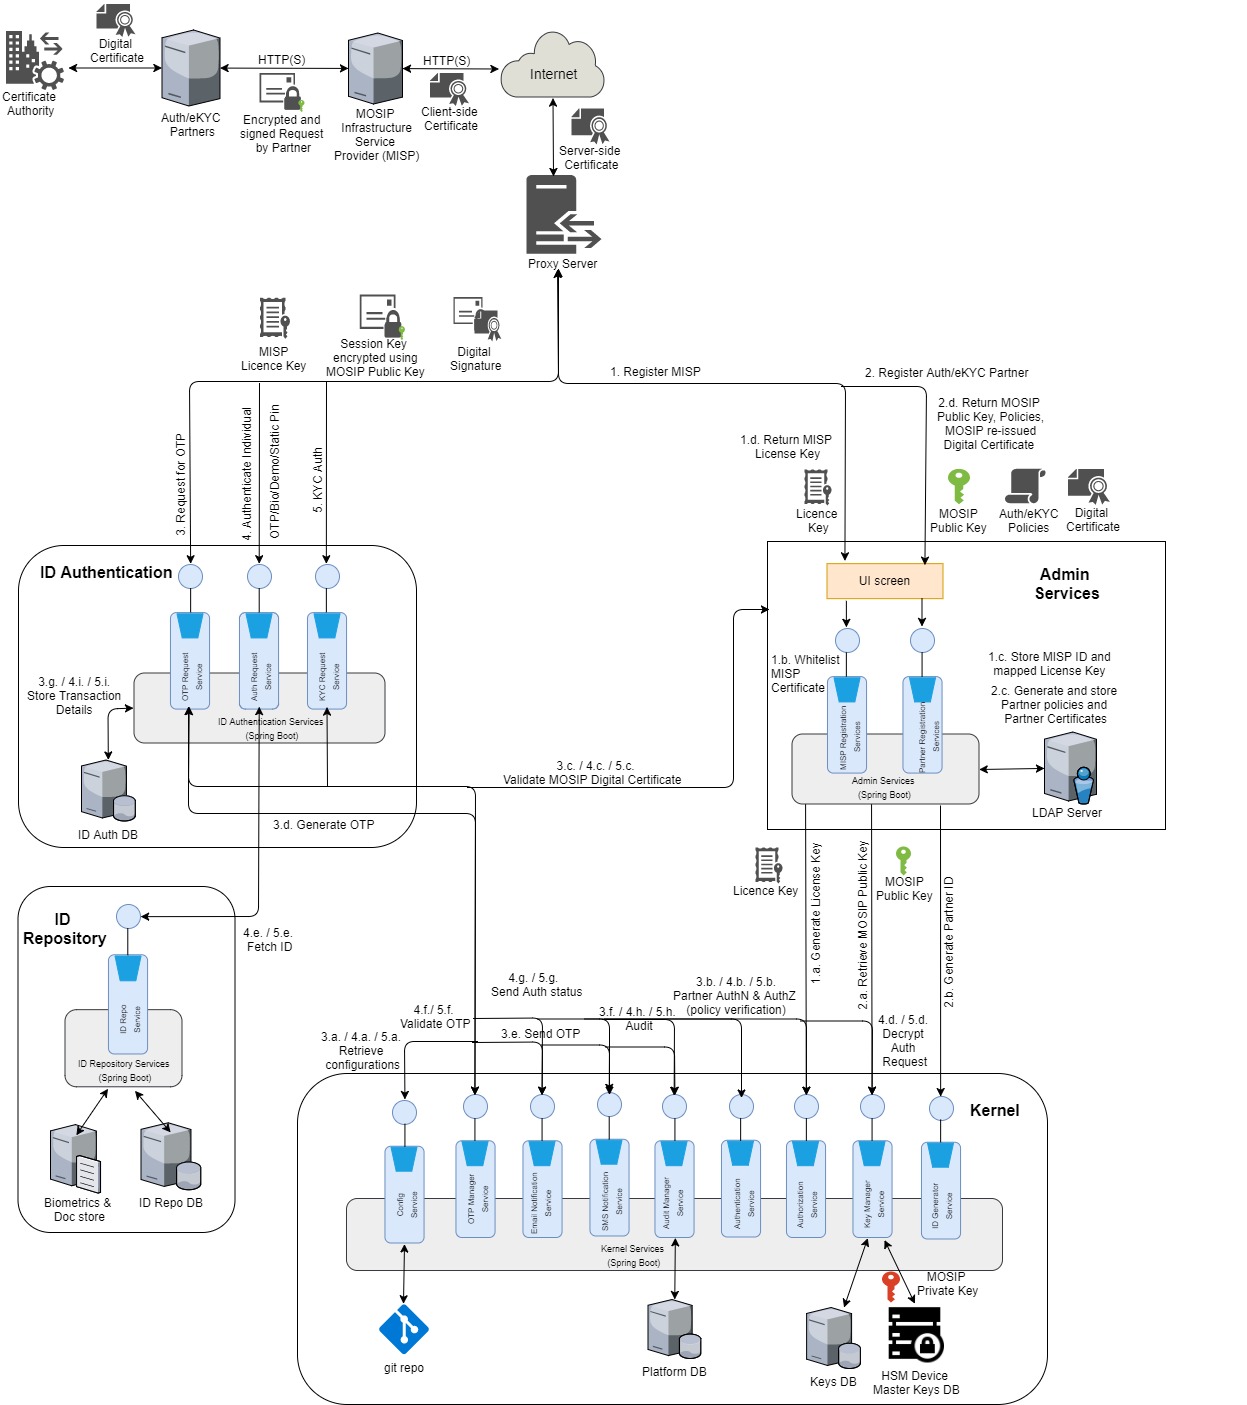 Digital
Certificate
Certificate
Authority
Auth/eKYC
Partners
HTTP(S)
Encrypted and
signed Request
by Partner
MOSIP
Infrastructure
Service
Provider (MISP)
HTTP(S)
Client-side
Certificate
Internet
Server-side
Certificate
Proxy Server
MISP
Licence Key
Session Key
encrypted using
MOSIP Public Key
Digital
Signature
1. Register MISP
2. Register Auth/eKYC Partner
2.d. Return MOSIP
Public Key, Policies,
MOSIP re-issued
Digital Certificate
1.d. Return MISP
License Key
Licence
Key
MOSIP
Public Key
Auth/eKYC
Policies
Digital
Certificate
3. Request for OTP
4. Authenticate Individual
OTP/Bio/Demo/Static Pin
5. KYC Auth
ID Authentication
OTP Request
Service
Auth Request
Service
KYC Request
Service
ID Authentication Services
(Spring Boot)
3.g. / 4.i. / 5.i.
Store Transaction
Details
ID Auth DB
UI screen
Admin
Services
1.b. Whitelist
MISP
Certificate
MISP Registration
Services
Partner Registration
Services
1.c. Store MISP ID and
mapped License Key
2.c. Generate and store
Partner policies and
Partner Certificates
Admin Services
(Spring Boot)
LDAP Server
3.c. / 4.c. / 5.c.
Validate MOSIP Digital Certificate
3.d. Generate OTP
Licence Key
1.a. Generate License Key
2.a. Retrieve MOSIP Public Key
MOSIP
Public Key
2.b. Generate Partner ID
ID
Repository
4.e. / 5.e.
Fetch ID
ID Repo
Service
ID Repository Services
(Spring Boot)
Biometrics &
Doc store
ID Repo DB
4.g. / 5.g.
Send Auth status
4.f./ 5.f.
Validate OTP
3.a. / 4.a. / 5.a.
Retrieve
configurations
3.e. Send OTP
3.f. / 4.h. / 5.h.
Audit
3.b. / 4.b. / 5.b.
Partner AuthN & AuthZ
(policy verification)
4.d. / 5.d.
Decrypt
Auth
Request
Kernel
Config
Service
OTP Manager
Service
Email Notification
Service
SMS Notification
Service
Audit Manager
Service
Authentication
Service
Authorization
Service
Key Manager
Service
ID Generator
Service
Kernel Services
(Spring Boot)
git repo
Platform DB
Keys DB
MOSIP
Private Key
HSM Device
Master Keys DB